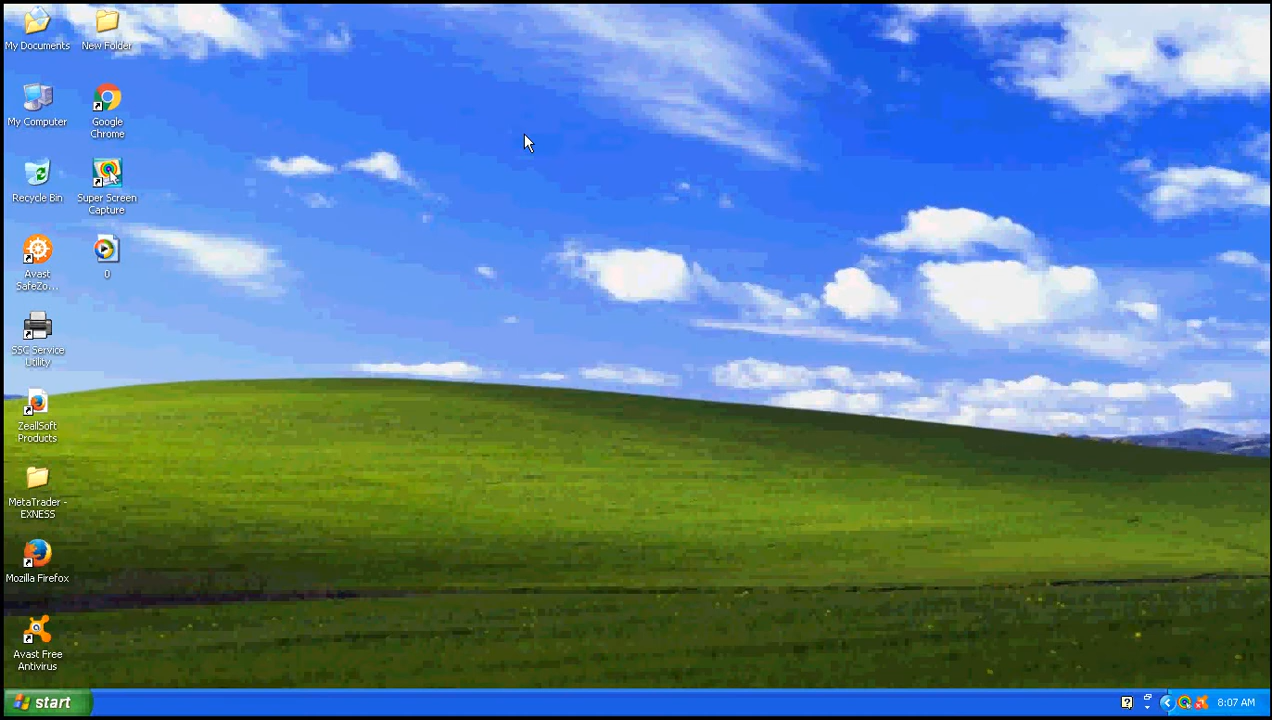 My Documents
New Folder
My Computer
Google
Chrome
Recycle Bin
Super Screen
Capture
Avast
SafeZo...
0
SSC Service
Utility
ZeallSoft
Products
MetaTrader -
EXNESS
Mozilla Firefox
Avast Free
Antivirus
start
8:07 AM